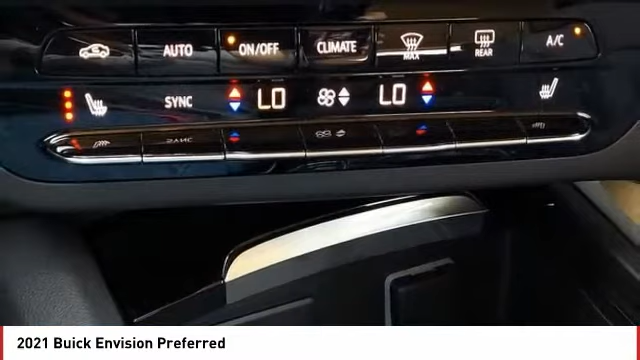 AUTO ON/OFF CLIMATE MAX REAR A/C
SYNC LO LO
2021 Buick Envision Preferred